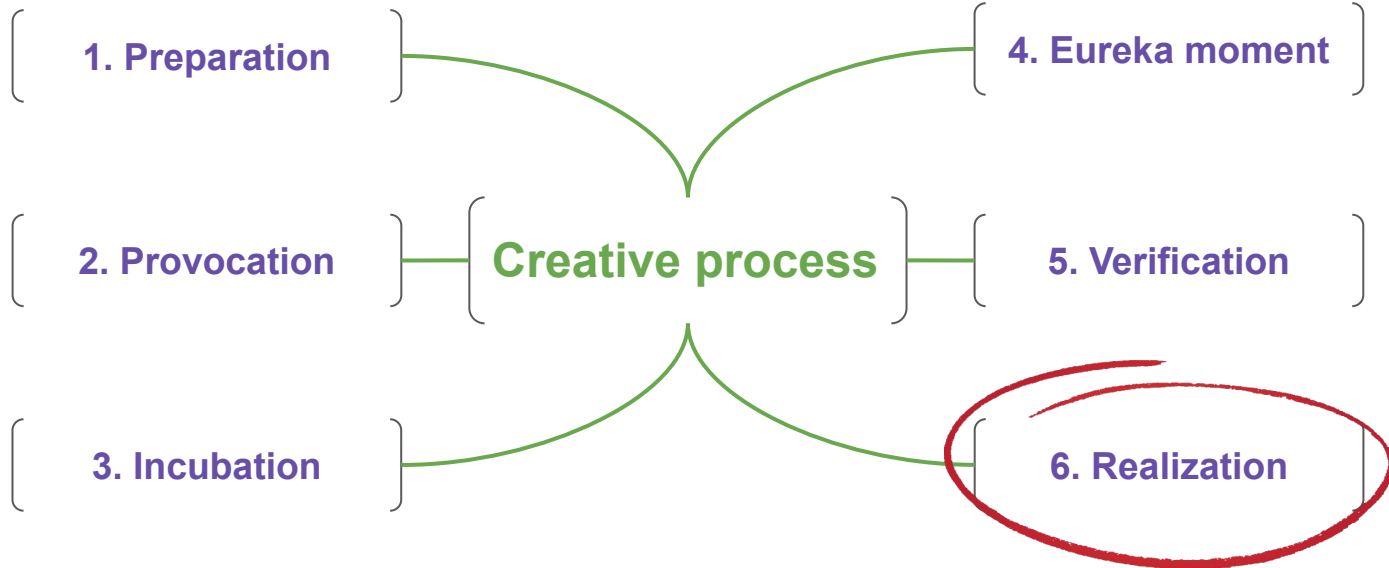 1. Preparation
2. Provocation
3. Incubation
Creative process
4. Eureka moment
5. Verification
6. Realization